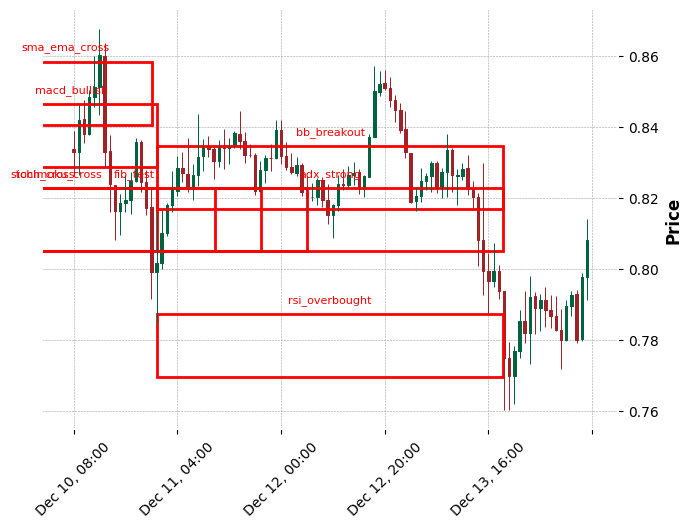 sma_ema_cross
macd_bullish
bb_breakout
fib_test
adx_strong
rsi_overbought
0.86
0.84
0.82
0.80
0.78
0.76
Price
Dec 10, 08:00
Dec 11, 04:00
Dec 12, 00:00
Dec 12, 20:00
Dec 13, 16:00